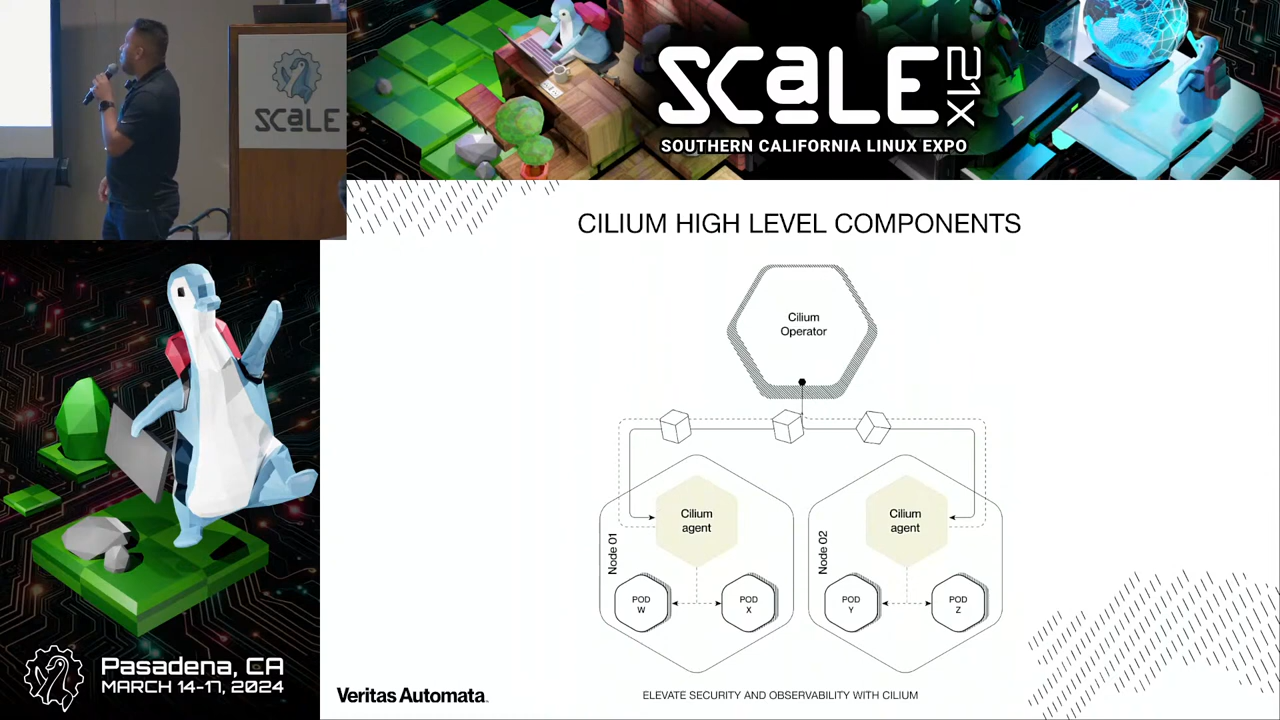 SCALE
SCALE 21X
SOUTHERN CALIFORNIA LINUX EXPO
CILIUM HIGH LEVEL COMPONENTS
Cilium
Operator
Cilium
agent
Node 01
POD
W
POD
X
Cilium
agent
Node 02
POD
Y
POD
Z
Pasadena, CA
MARCH 14-17, 2024
Veritas Automata
ELEVATE SECURITY AND OBSERVABILITY WITH CILIUM